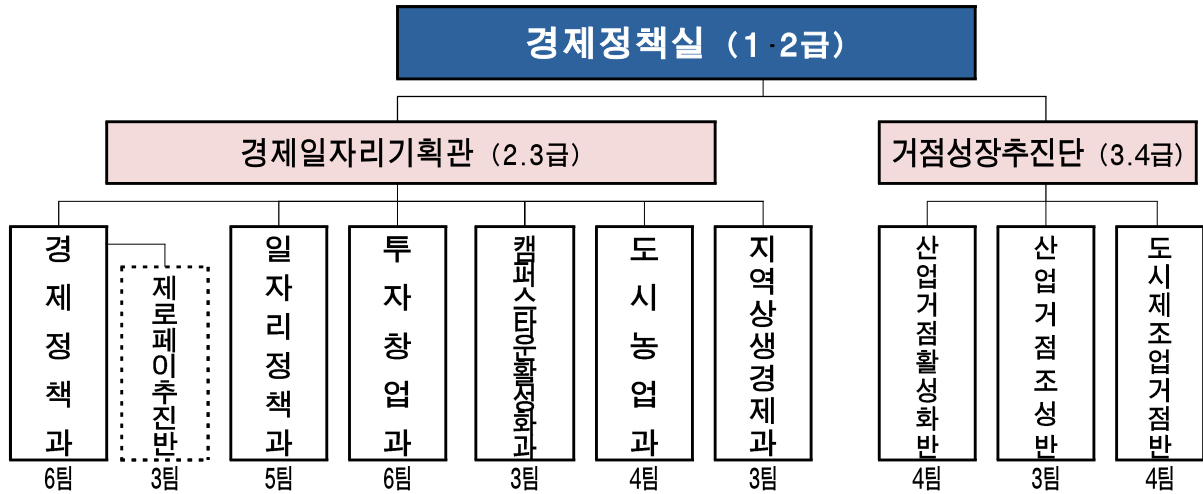 경제정책실 (1·2급)
경제일자리기획관 (2.3급)
거점성장추진단 (3.4급)
경제정책과
제로페이추진반
일자리정책과
투자창업과
캠퍼스타운활성화과
도시농업과
지역상생경제과
산업거점활성화반
산업거점조성반
도시제조업거점반
6팀
3팀
5팀
6팀
3팀
4팀
3팀
4팀
3팀
4팀